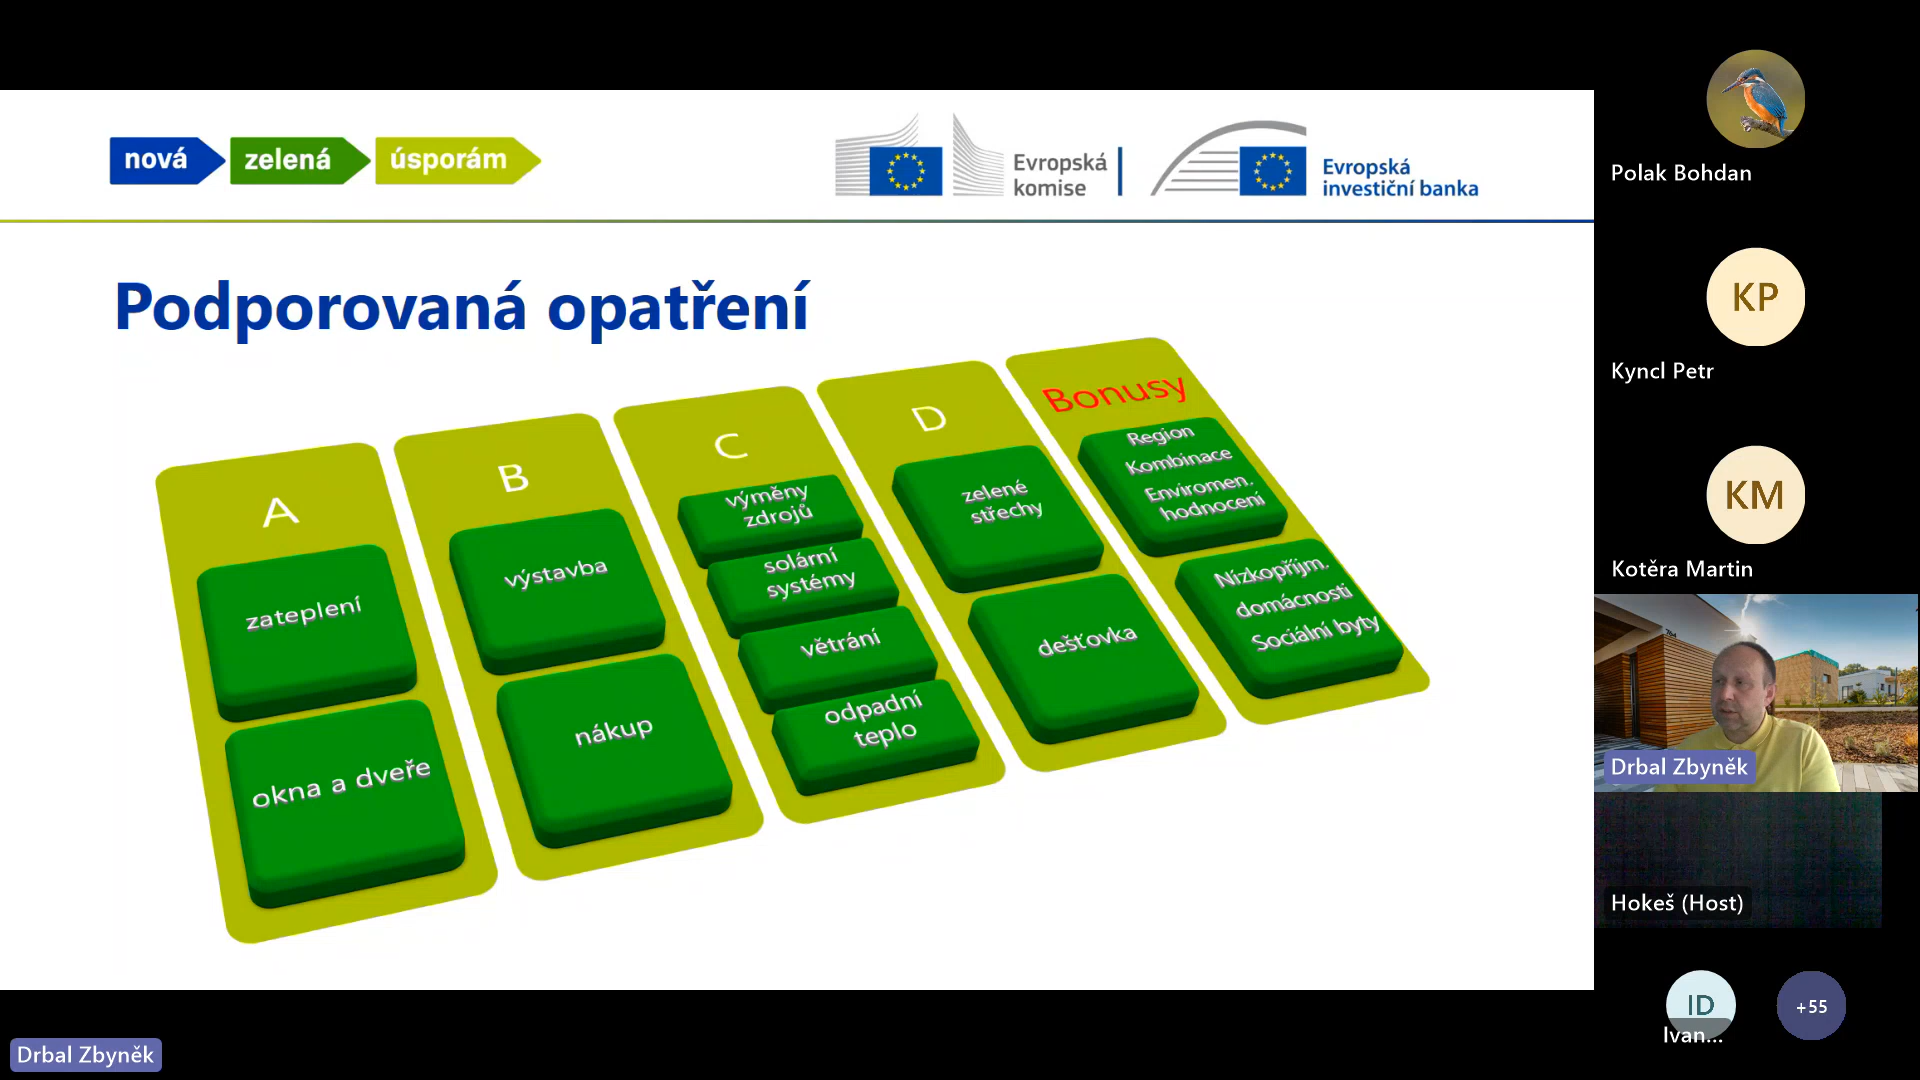 nová zelená úsporám
Evropská
komise
Evropská
investiční banka
Podporovaná opatření
A
zateplení
okna a dveře
B
výstavba
nákup
C
výměny
zdrojů
solární
systémy
větrání
odpadní
teplo
D
zelené
střechy
dešťovka
Bonusy
Region
Kombinace
Enviromen.
hodnocení
Nízkopříjm.
domácnosti
Sociální byty
Polak Bohdan
KP
Kyncl Petr
KM
Kotěra Martin
Drbal Zbyněk
Hokeš (Host)
ID
Ivan...
+55
Drbal Zbyněk